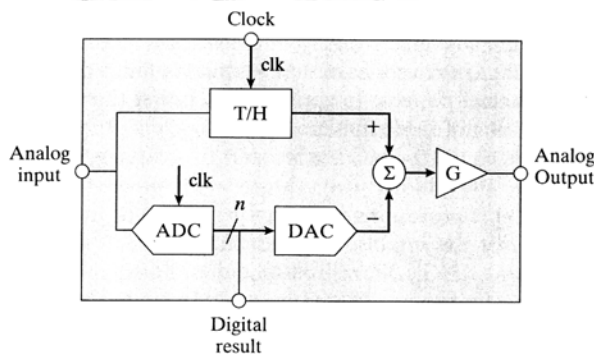 Clock
clk
T/H
+
Analog
input
Σ
G
Analog
Output
clk
n
ADC
DAC
−
Digital
result